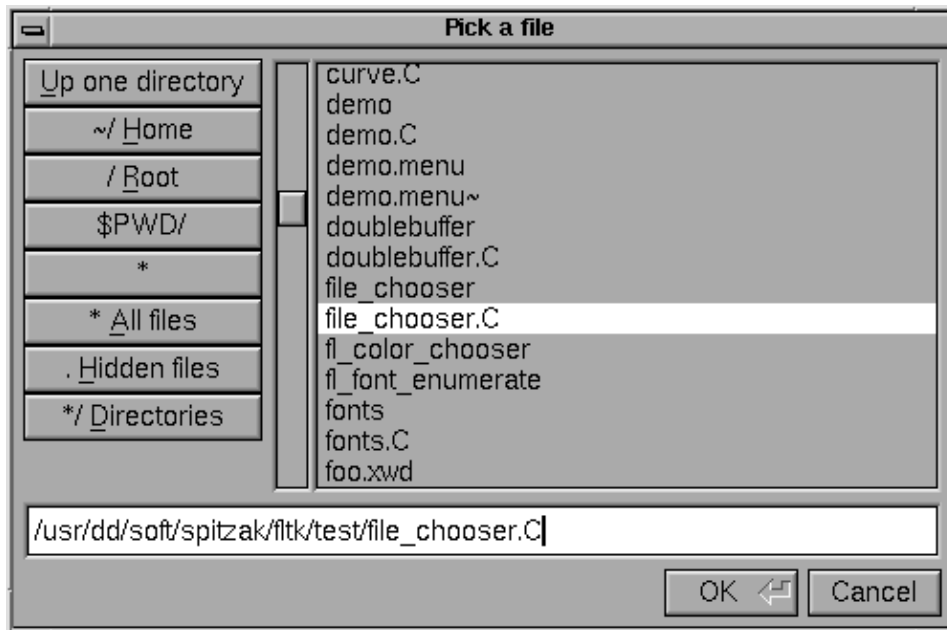 Pick a file
Up one directory
~/ Home
/ Root
$PWD/
*
* All files
. Hidden files
*/ Directories
curve.C
demo
demo.C
demo.menu
demo.menu~
doublebuffer
doublebuffer.C
file_chooser
file_chooser.C
fl_color_chooser
fl_font_enumerate
fonts
fonts.C
foo.xwd
/usr/dd/soft/spitzak/fltk/test/file_chooser.C
OK
Cancel